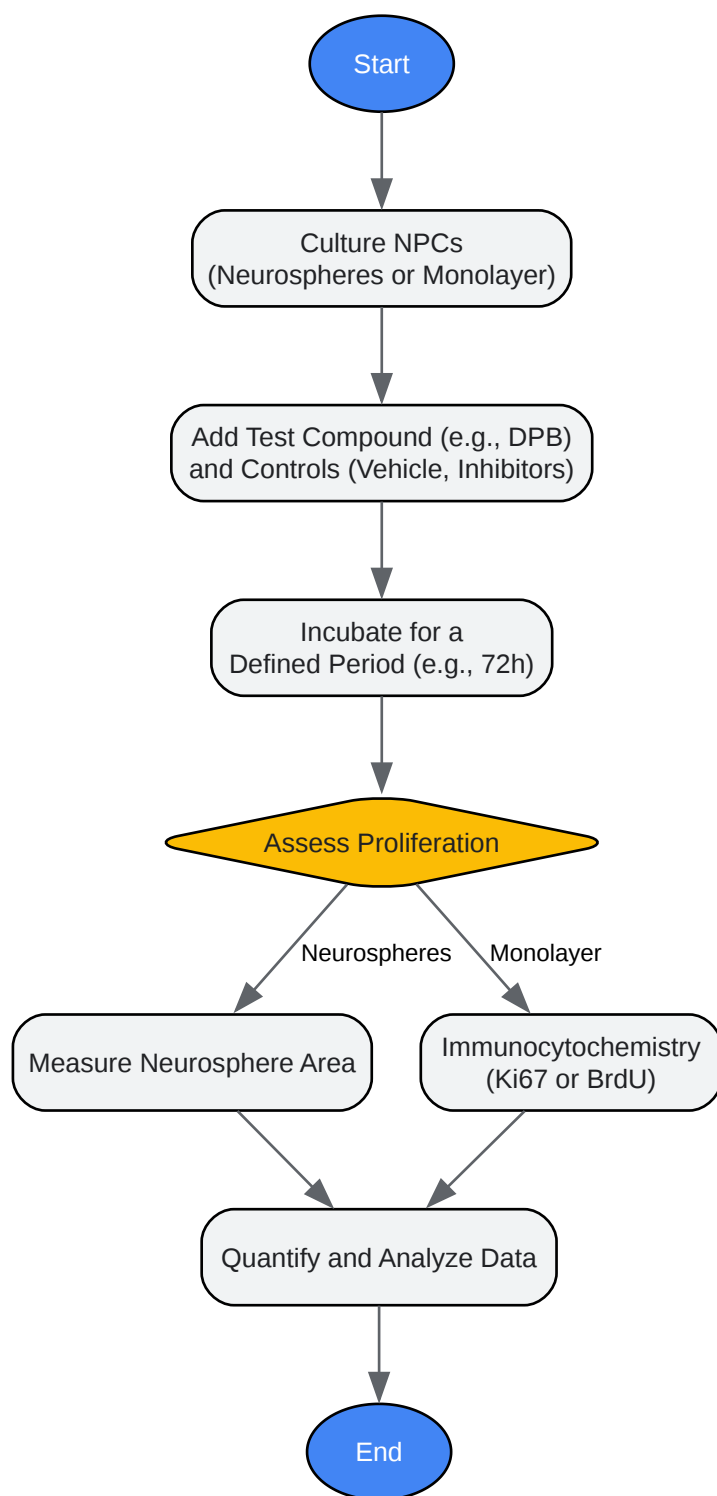 Start
Culture NPCs
(Neurospheres or Monolayer)
Add Test Compound (e.g., DPB)
and Controls (Vehicle, Inhibitors)
Incubate for a
Defined Period (e.g., 72h)
Assess Proliferation
Neurospheres
Monolayer
Measure Neurosphere Area
Immunocytochemistry
(Ki67 or BrdU)
Quantify and Analyze Data
End